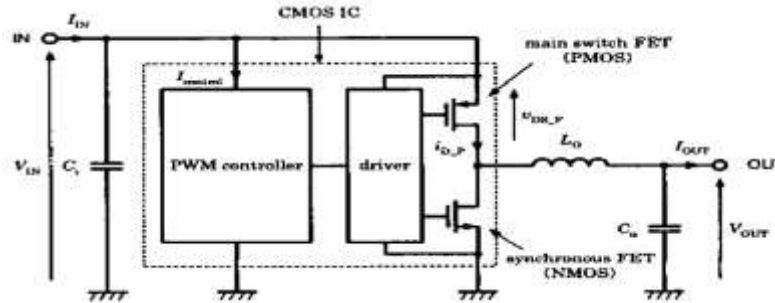 CMOS IC
IN
I_IN
main switch FET
(PMOS)
I_control
v_DS_P
i_D_P
L_O
I_OUT
OU
V_IN
C_i
PWM controller
driver
C_o
V_OUT
synchronous FET
(NMOS)